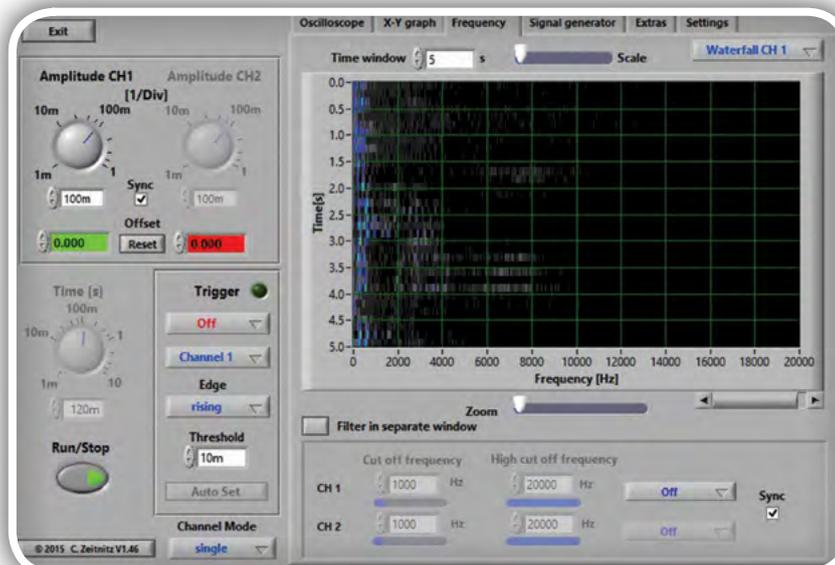 Exit
Oscilloscope X-Y graph Frequency Signal generator Extras Settings
Time window 5 s Scale Waterfall CH 1
Amplitude CH1 Amplitude CH2
[1/Div]
10m 100m 10m 100m
1m 1 1m 1
100m Sync 100m
Offset
0.000 Reset 0.000
Time [s]
100m
10m 1
1m 10
120m
Run/Stop
Trigger
Off
Channel 1
Edge
rising
Threshold
10m
Auto Set
Channel Mode
single
© 2015 C. Zeitnitz V1.46
Time[s]
0.0
0.5
1.0
1.5
2.0
2.5
3.0
3.5
4.0
4.5
5.0
0 2000 4000 6000 8000 10000 12000 14000 16000 18000 20000
Frequency [Hz]
Zoom
Filter in separate window
Cut off frequency High cut off frequency
CH 1 1000 Hz 20000 Hz Off Sync
CH 2 1000 Hz 20000 Hz Off